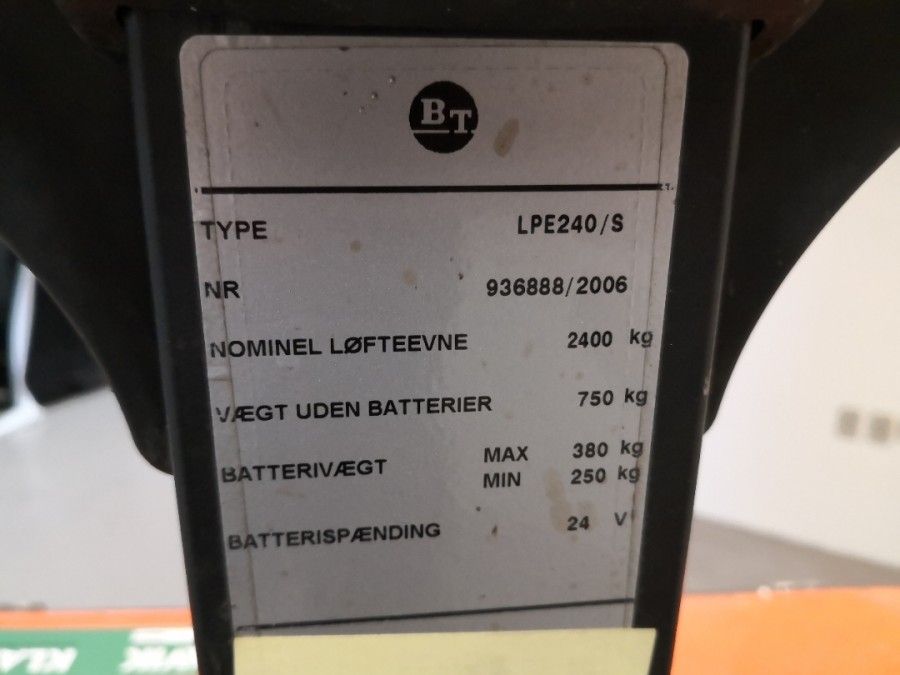 BT
TYPE LPE240/S
NR 936888/2006
NOMINEL LØFTEEVNE 2400 kg
VÆGT UDEN BATTERIER 750 kg
BATTERIVÆGT MAX 380 kg
MIN 250 kg
BATTERISPÆNDING 24 V